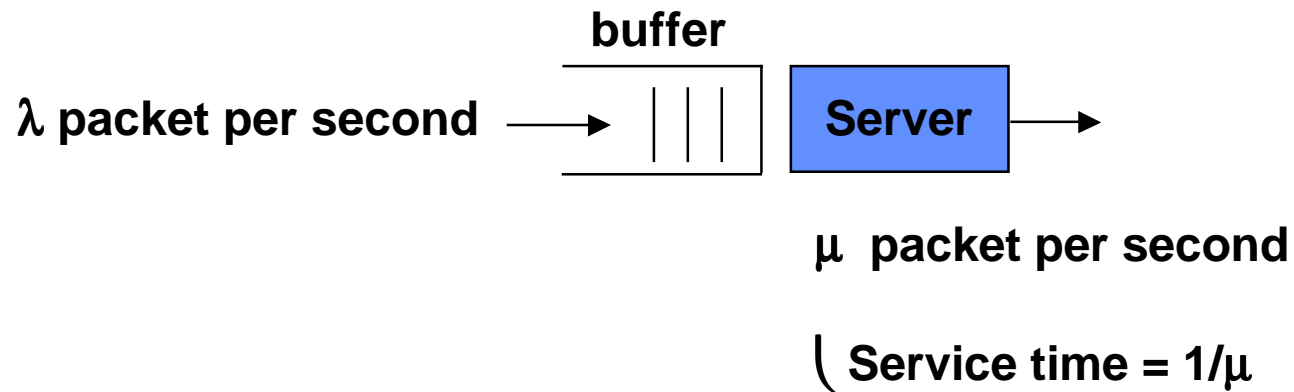 buffer
λ packet per second
Server
μ packet per second
⎝ Service time = 1/μ